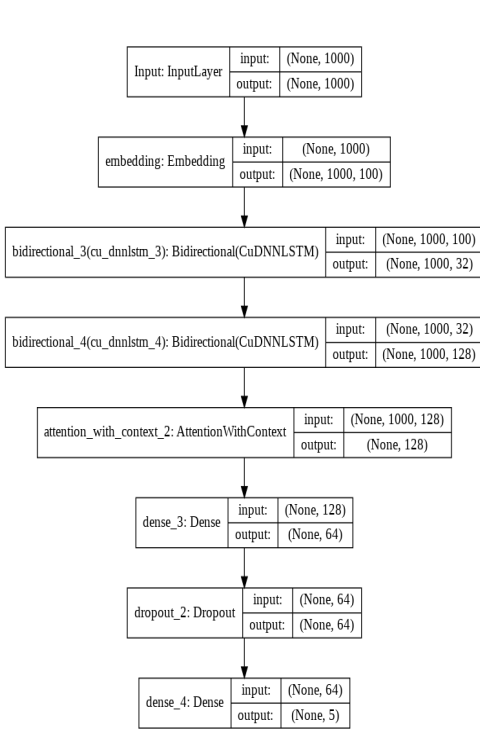 Input: InputLayer
input: (None, 1000)
output: (None, 1000)
embedding: Embedding
input: (None, 1000)
output: (None, 1000, 100)
bidirectional_3(cu_dnnlstm_3): Bidirectional(CuDNNLSTM)
input: (None, 1000, 100)
output: (None, 1000, 32)
bidirectional_4(cu_dnnlstm_4): Bidirectional(CuDNNLSTM)
input: (None, 1000, 32)
output: (None, 1000, 128)
attention_with_context_2: AttentionWithContext
input: (None, 1000, 128)
output: (None, 128)
dense_3: Dense
input: (None, 128)
output: (None, 64)
dropout_2: Dropout
input: (None, 64)
output: (None, 64)
dense_4: Dense
input: (None, 64)
output: (None, 5)